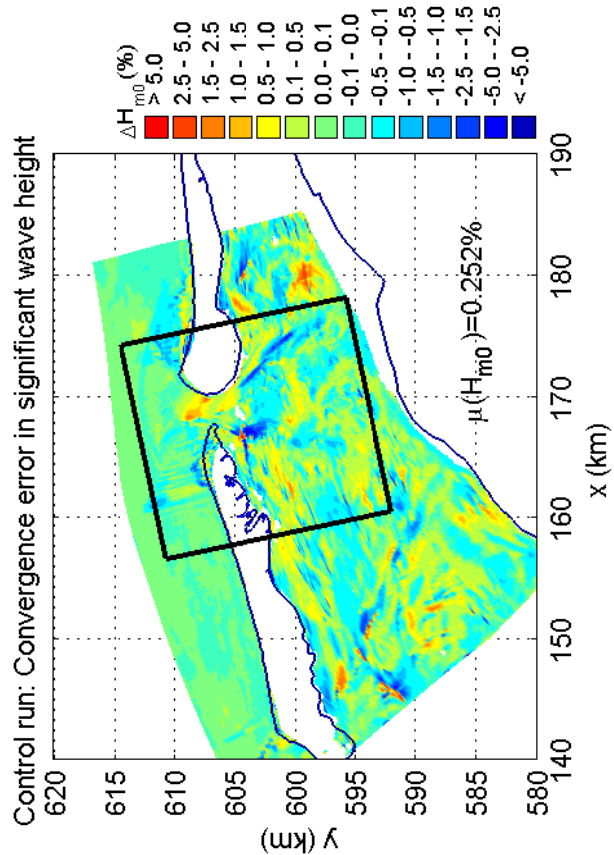 Control run: Convergence error in significant wave height
ΔH_m0 (%)
> 5.0
2.5 - 5.0
1.5 - 2.5
1.0 - 1.5
0.5 - 1.0
0.1 - 0.5
0.0 - 0.1
-0.1 - 0.0
-0.5 - -0.1
-1.0 - -0.5
-1.5 - -1.0
-2.5 - -1.5
-5.0 - -2.5
< -5.0
620
615
610
605
600
595
590
585
580
y (km)
μ(H_m0)=0.252%
140
150
160
170
180
190
x (km)